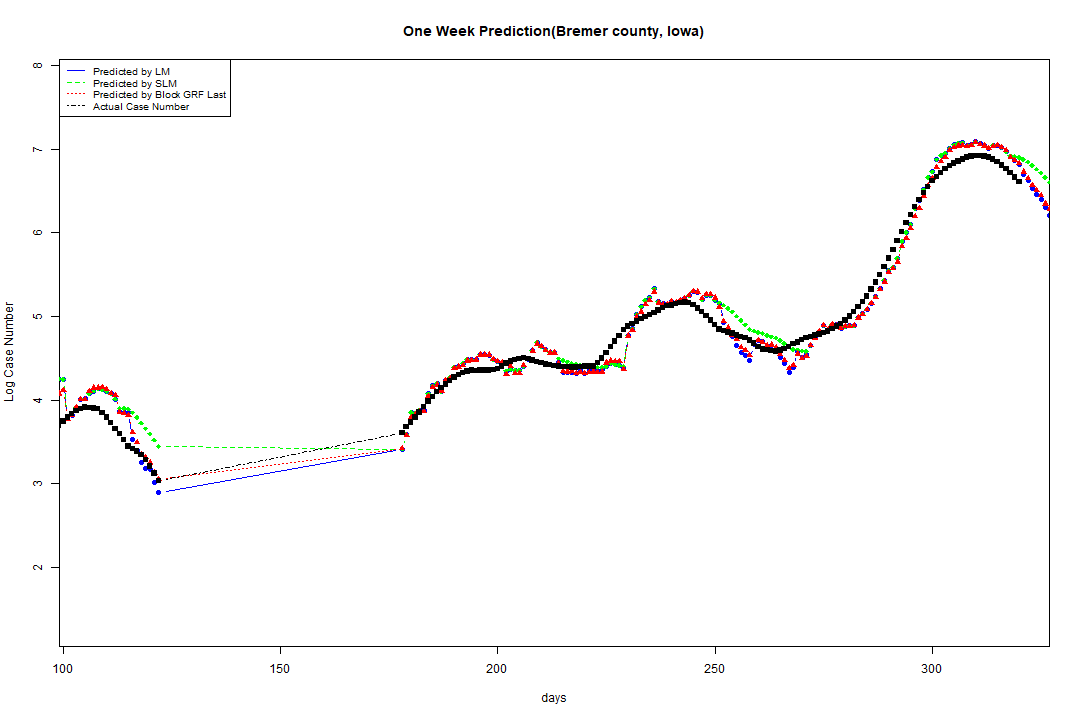 One Week Prediction(Bremer county, Iowa)
Predicted by LM
Predicted by SLM
Predicted by Block GRF Last
Actual Case Number
Log Case Number
8
7
6
5
4
3
2
100 150 200 250 300
days